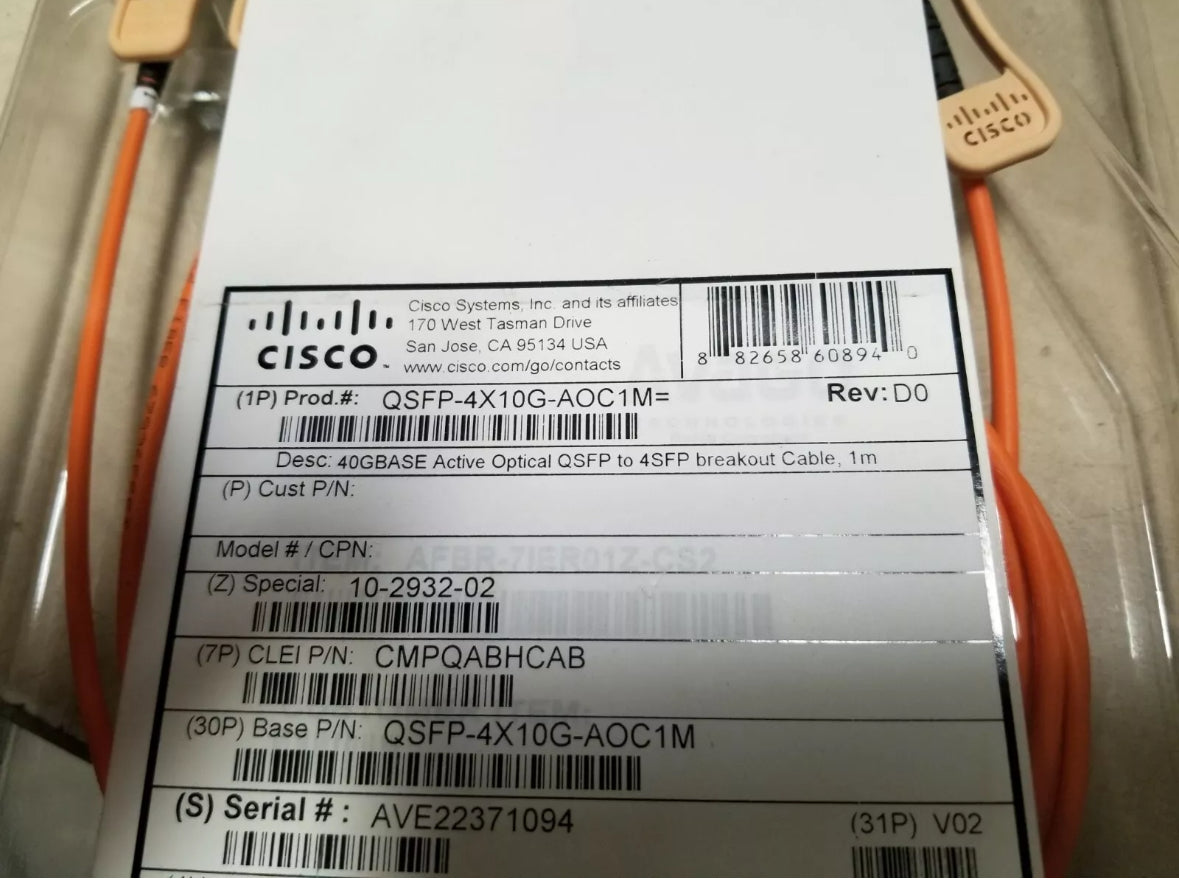 CISCO
CISCO
Cisco Systems, Inc. and its affiliates
170 West Tasman Drive
San Jose, CA 95134 USA
www.cisco.com/go/contacts
8 82658 60894 0
(1P) Prod.#: QSFP-4X10G-AOC1M=
Rev: D0
Desc: 40GBASE Active Optical QSFP to 4SFP breakout Cable, 1m
(P) Cust P/N:
Model # / CPN:
AFBR-7IER01Z-CS2
(Z) Special: 10-2932-02
(7P) CLEI P/N: CMPQABHCAB
(30P) Base P/N: QSFP-4X10G-AOC1M
(S) Serial #: AVE22371094
(31P) V02